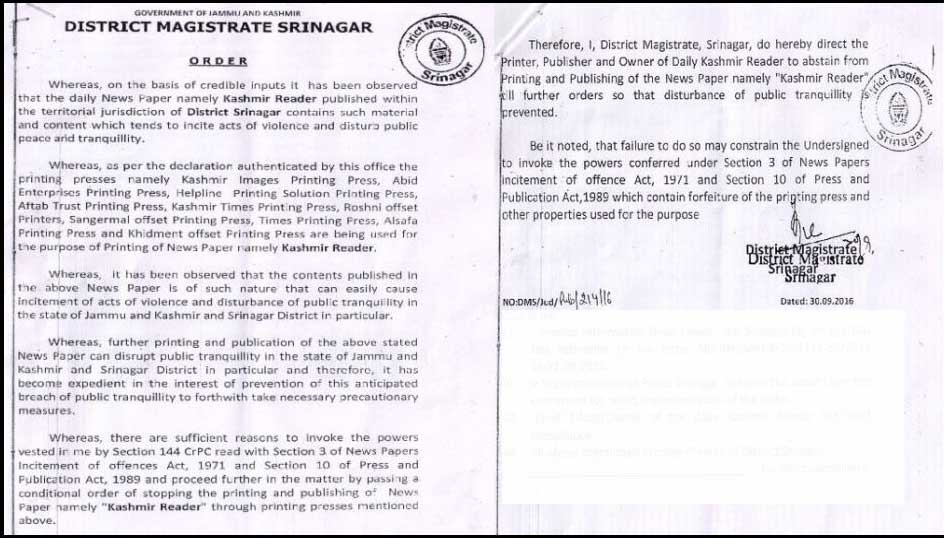 GOVERNMENT OF JAMMU AND KASHMIR
DISTRICT MAGISTRATE SRINAGAR
District Magistrate
Srinagar
ORDER
Whereas, on the basis of credible inputs it has been observed
that the daily News Paper namely Kashmir Reader published within
the territorial jurisdiction of District Srinagar contains such material
and content which tends to incite acts of violence and disturb public
peace and tranquillity.
Whereas, as per the declaration authenticated by this office the
printing presses namely Kashmir Images Printing Press, Abid
Enterprises Printing Press, Helpline Printing Solution Printing Press,
Aftab Trust Printing Press, Kashmir Times Printing Press, Roshni offset
Printers, Sangermal offset Printing Press, Times Printing Press, Alsafa
Printing Press and Khidment offset Printing Press are being used for
the purpose of Printing of News Paper namely Kashmir Reader.
Whereas, it has been observed that the contents published in
the above News Paper is of such nature that can easily cause
incitement of acts of violence and disturbance of public tranquility in
the state of Jammu and Kashmir and Srinagar District in particular.
Whereas, further printing and publication of the above stated
News Paper can disrupt public tranquillity in the state of Jammu and
Kashmir and Srinagar District in particular and therefore, it has
become expedient in the interest of prevention of this anticipated
breach of public tranquillity to forthwith take necessary precautionary
measures.
Whereas, there are sufficient reasons to invoke the powers
vested in me by Section 144 CrPC read with Section 3 of News Papers
Incitement of offences Act, 1971 and Section 10 of Press and
Publication Act, 1989 and proceed further in the matter by passing a
conditional order of stopping the printing and publishing of News
Paper namely "Kashmir Reader" through printing presses mentioned
above.
Therefore, I, District Magistrate, Srinagar, do hereby direct the
Printer, Publisher and Owner of Daily Kashmir Reader to abstain from
Printing and Publishing of the News Paper namely "Kashmir Reader"
till further orders so that disturbance of public tranquility
prevented.
District Magistrate
Srinagar
Be it noted, that failure to do so may constrain the Undersigned
to invoke the powers conferred under Section 3 of News Papers
Incitement of offence Act, 1971 and Section 10 of Press and
Publication Act,1989 which contain forfeiture of the printing press and
other properties used for the purpose
District Magistrate
District Magistrate
Srinagar
Srinagar
NO:DMS/Jud/ 214/16
Dated: 30.09.2016